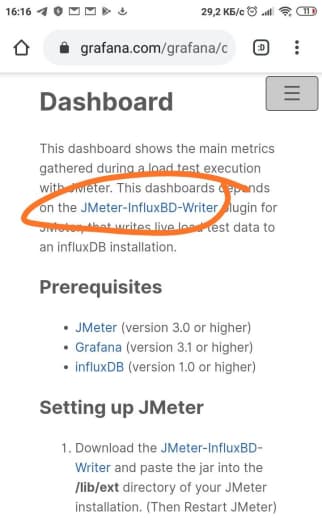 16:16 29,2 КБ/с 11
grafana.com/grafana/c :D
Dashboard
This dashboard shows the main metrics
gathered during a load test execution
with JMeter. This dashboards depends
on the JMeter-InfluxBD-Writer plugin for
JMeter, that writes live load test data to
an influxDB installation.
Prerequisites
• JMeter (version 3.0 or higher)
• Grafana (version 3.1 or higher)
• influxDB (version 1.0 or higher)
Setting up JMeter
1. Download the JMeter-InfluxBD-
Writer and paste the jar into the
/lib/ext directory of your JMeter
installation. (Then Restart JMeter)